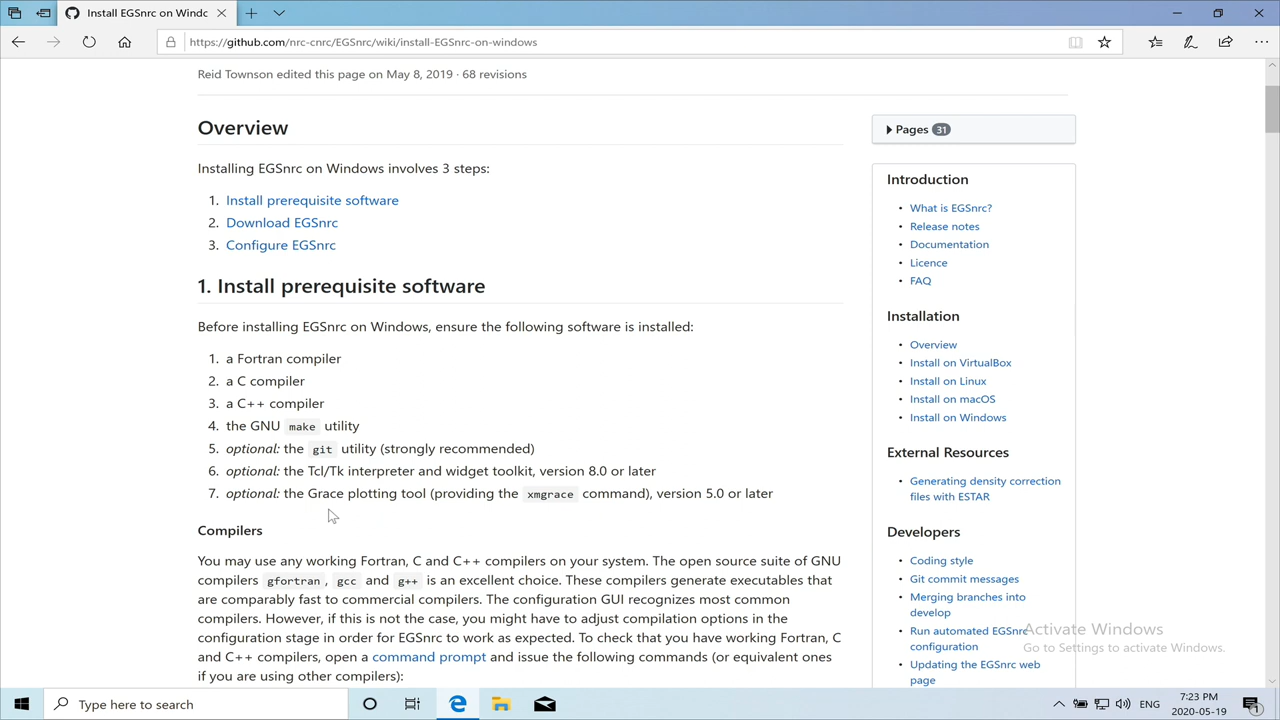 Install EGSnrc on Windc
https://github.com/nrc-cnrc/EGSnrc/wiki/install-EGSnrc-on-windows
Reid Townson edited this page on May 8, 2019 · 68 revisions
Overview
Installing EGSnrc on Windows involves 3 steps:
1. Install prerequisite software
2. Download EGSnrc
3. Configure EGSnrc
1. Install prerequisite software
Before installing EGSnrc on Windows, ensure the following software is installed:
1. a Fortran compiler
2. a C compiler
3. a C++ compiler
4. the GNU make utility
5. optional: the git utility (strongly recommended)
6. optional: the Tcl/Tk interpreter and widget toolkit, version 8.0 or later
7. optional: the Grace plotting tool (providing the xmgrace command), version 5.0 or later
Compilers
You may use any working Fortran, C and C++ compilers on your system. The open source suite of GNU
compilers gfortran, gcc and g++ is an excellent choice. These compilers generate executables that
are comparably fast to commercial compilers. The configuration GUI recognizes most common
compilers. However, if this is not the case, you might have to adjust compilation options in the
configuration stage in order for EGSnrc to work as expected. To check that you have working Fortran, C
and C++ compilers, open a command prompt and issue the following commands (or equivalent ones
if you are using other compilers):
Pages 31
Introduction
• What is EGSnrc?
• Release notes
• Documentation
• Licence
• FAQ
Installation
• Overview
• Install on VirtualBox
• Install on Linux
• Install on macOS
• Install on Windows
External Resources
• Generating density correction
files with ESTAR
Developers
• Coding style
• Git commit messages
• Merging branches into
develop
• Run automated EGSnrc
configuration
• Updating the EGSnrc web
page
Activate Windows
Go to Settings to activate Windows.
Type here to search
ENG
7:23 PM
2020-05-19
1